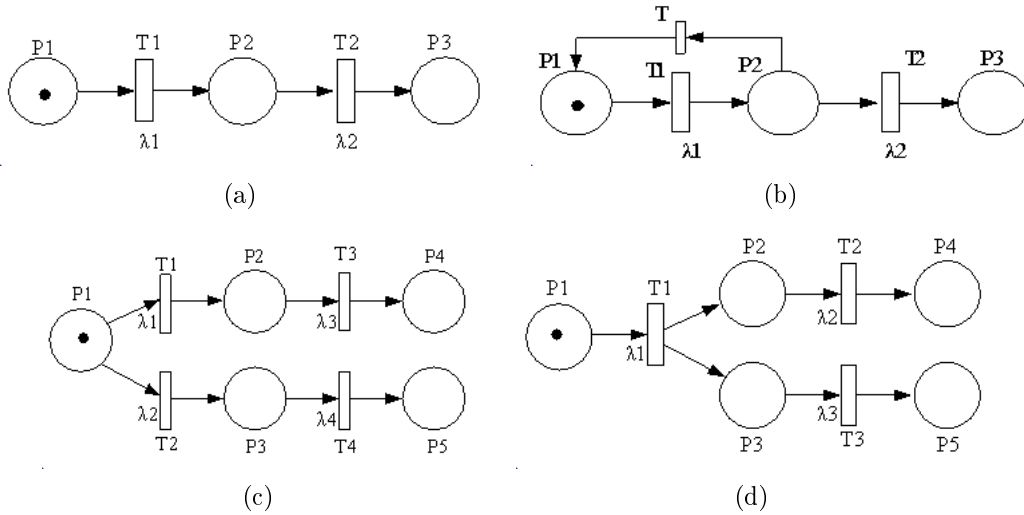 P1 T1 P2 T2 P3
λ1 λ2
(a)
T
P1 T1 P2 T2 P3
λ1 λ2
(b)
T1 P2 T3 P4
P1
λ1 λ3
λ2 λ4
T2 P3 T4 P5
(c)
P2 T2 P4
P1 T1
λ2
λ1
λ3
P3 T3 P5
(d)